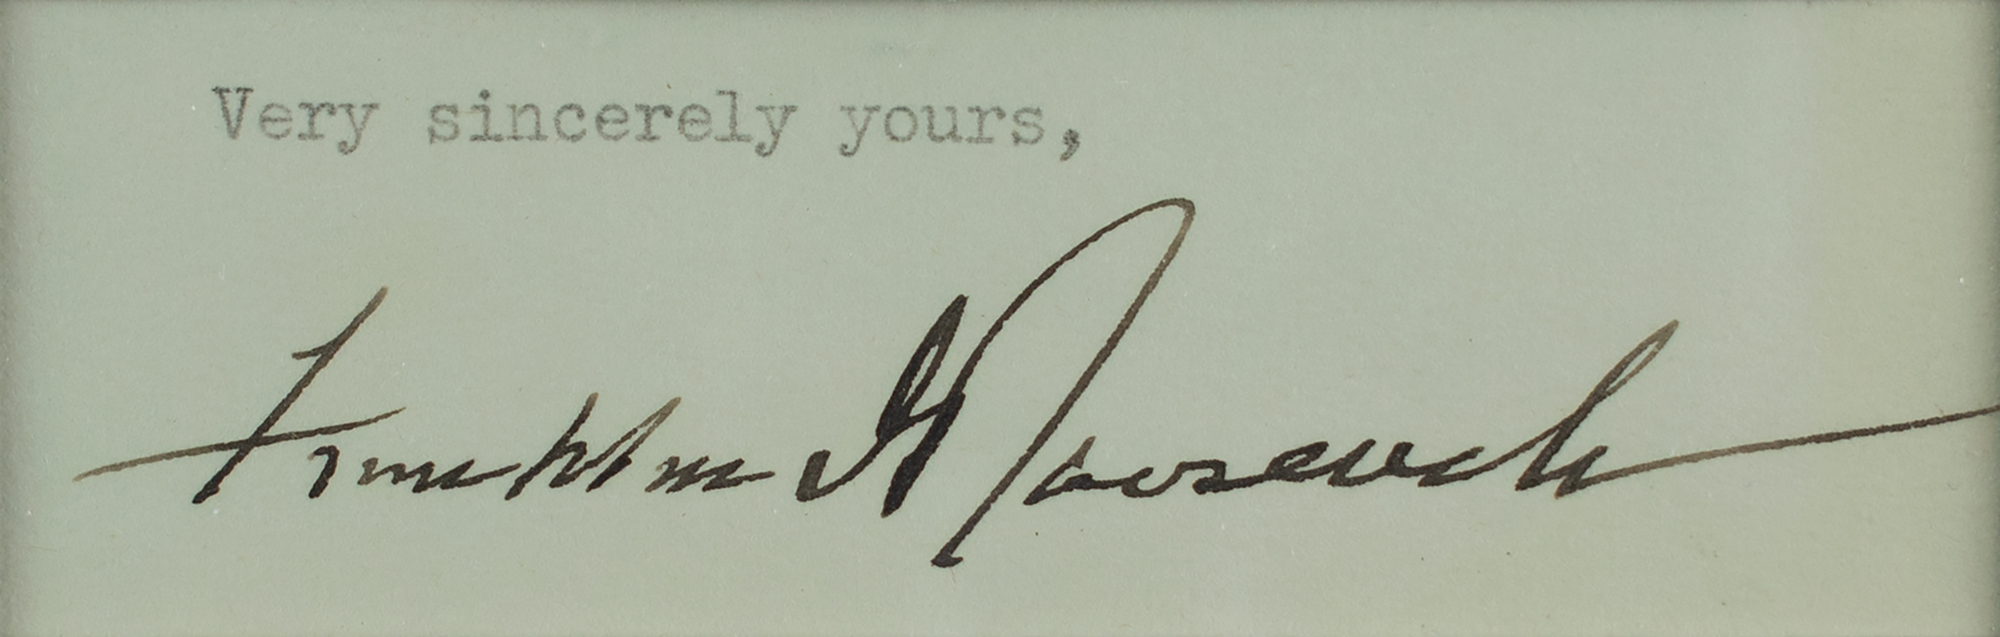 Very sincerely yours,
Franklin D Roosevelt